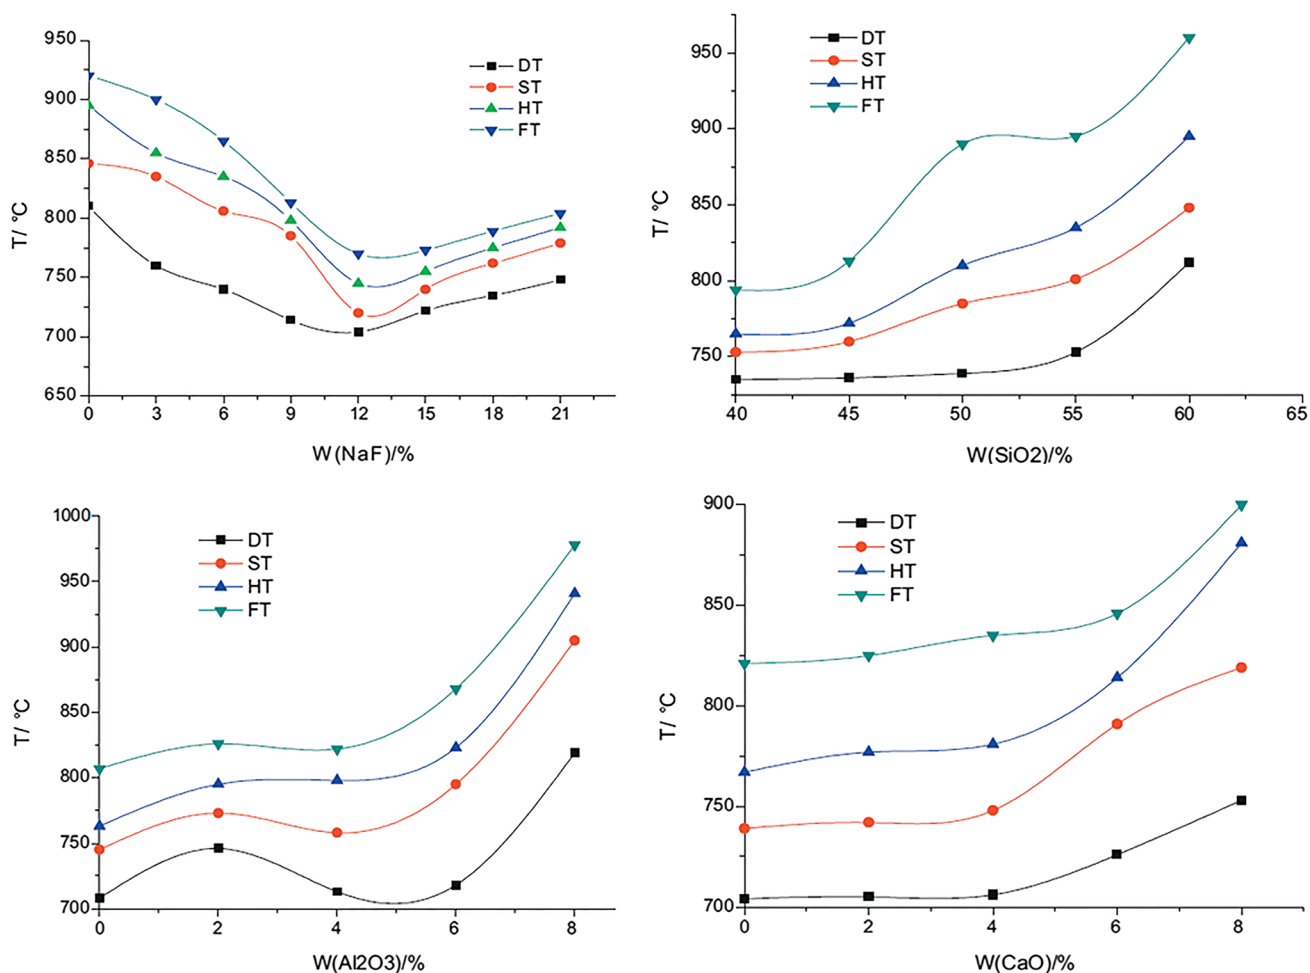 950
900
850
800
750
700
650
T/ °C
DT
ST
HT
FT
0 3 6 9 12 15 18 21
W(NaF)/%
950
900
850
800
750
T/ °C
DT
ST
HT
FT
40 45 50 55 60 65
W(SiO2)/%
1000
950
900
850
800
750
700
T/ °C
DT
ST
HT
FT
0 2 4 6 8
W(Al2O3)/%
900
850
800
750
700
T/ °C
DT
ST
HT
FT
0 2 4 6 8
W(CaO)/%